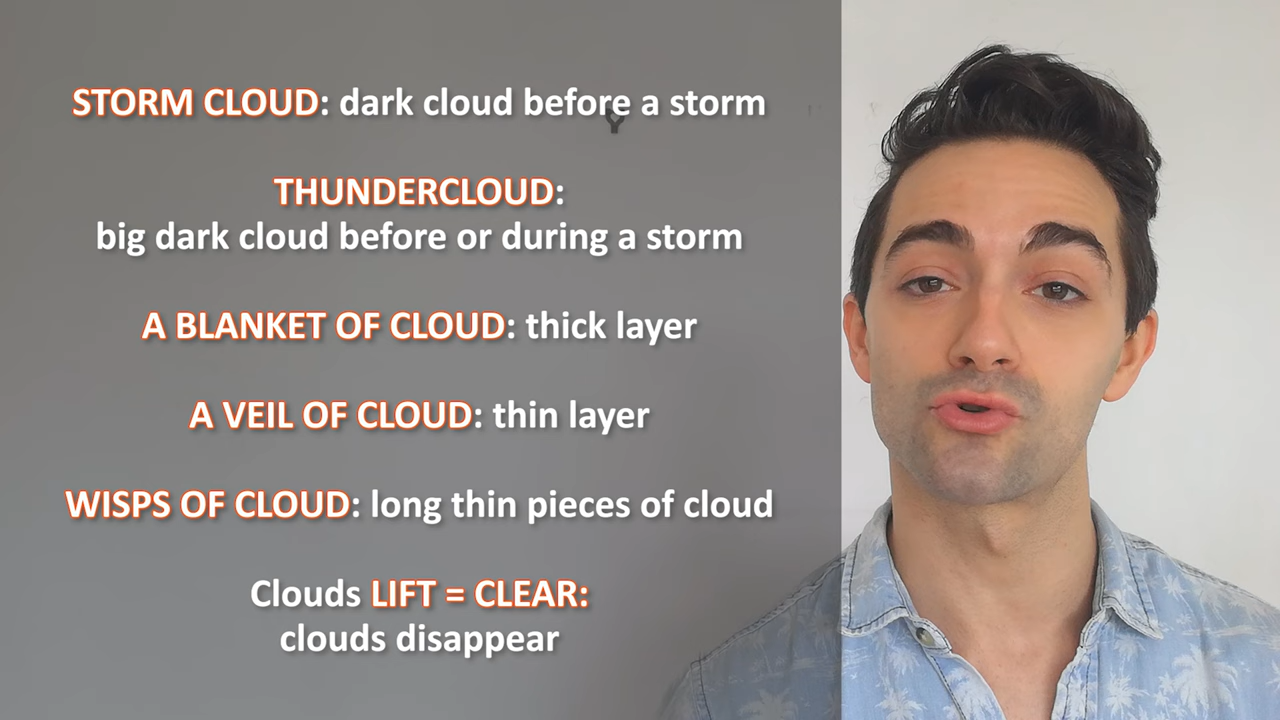 STORM CLOUD: dark cloud before a storm
THUNDERCLOUD:
big dark cloud before or during a storm
A BLANKET OF CLOUD: thick layer
A VEIL OF CLOUD: thin layer
WISPS OF CLOUD: long thin pieces of cloud
Clouds LIFT = CLEAR:
clouds disappear